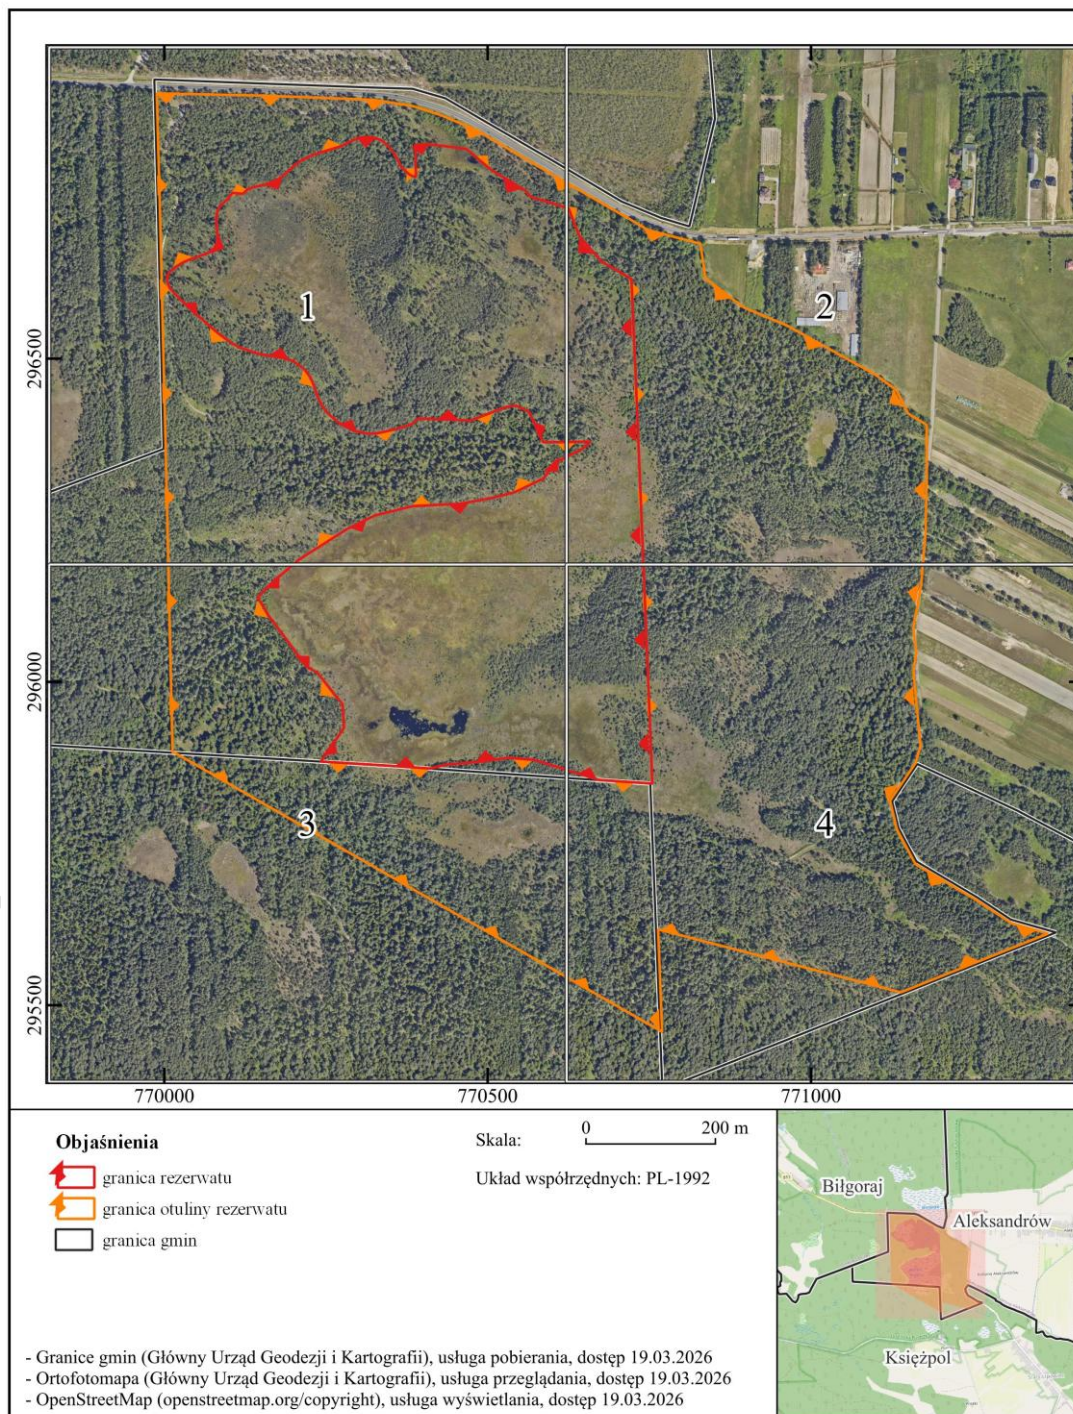 1
2
3
4
296500
296000
295500
770000
770500
771000
Objaśnienia
granica rezerwatu
granica otuliny rezerwatu
granica gmin
Skala:
0
200 m
Układ współrzędnych: PL-1992
Biłgoraj
Aleksandrów
Księżpol
- Granice gmin (Główny Urząd Geodezji i Kartografii), usługa pobierania, dostęp 19.03.2026
- Ortofotomapa (Główny Urząd Geodezji i Kartografii), usługa przeglądania, dostęp 19.03.2026
- OpenStreetMap (openstreetmap.org/copyright), usługa wyświetlania, dostęp 19.03.2026